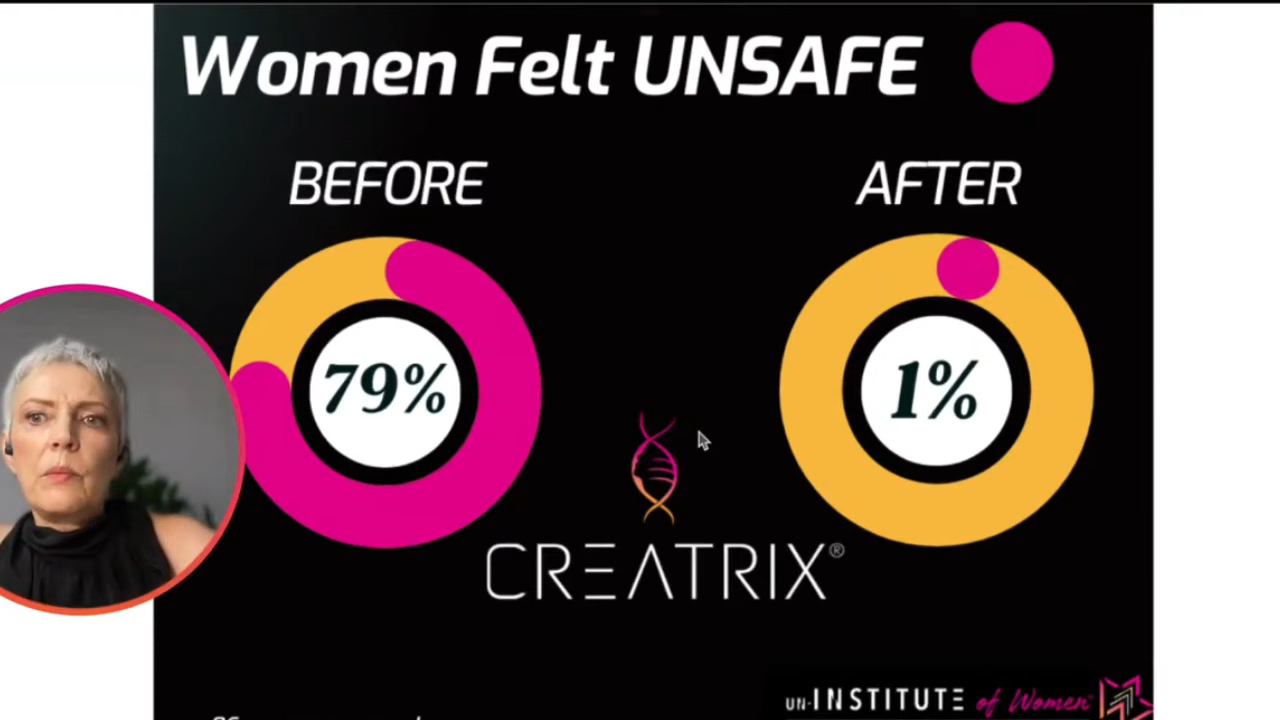 Women Felt UNSAFE
BEFORE
AFTER
79%
1%
CREATRIX®
UN-INSTITUTE of Women